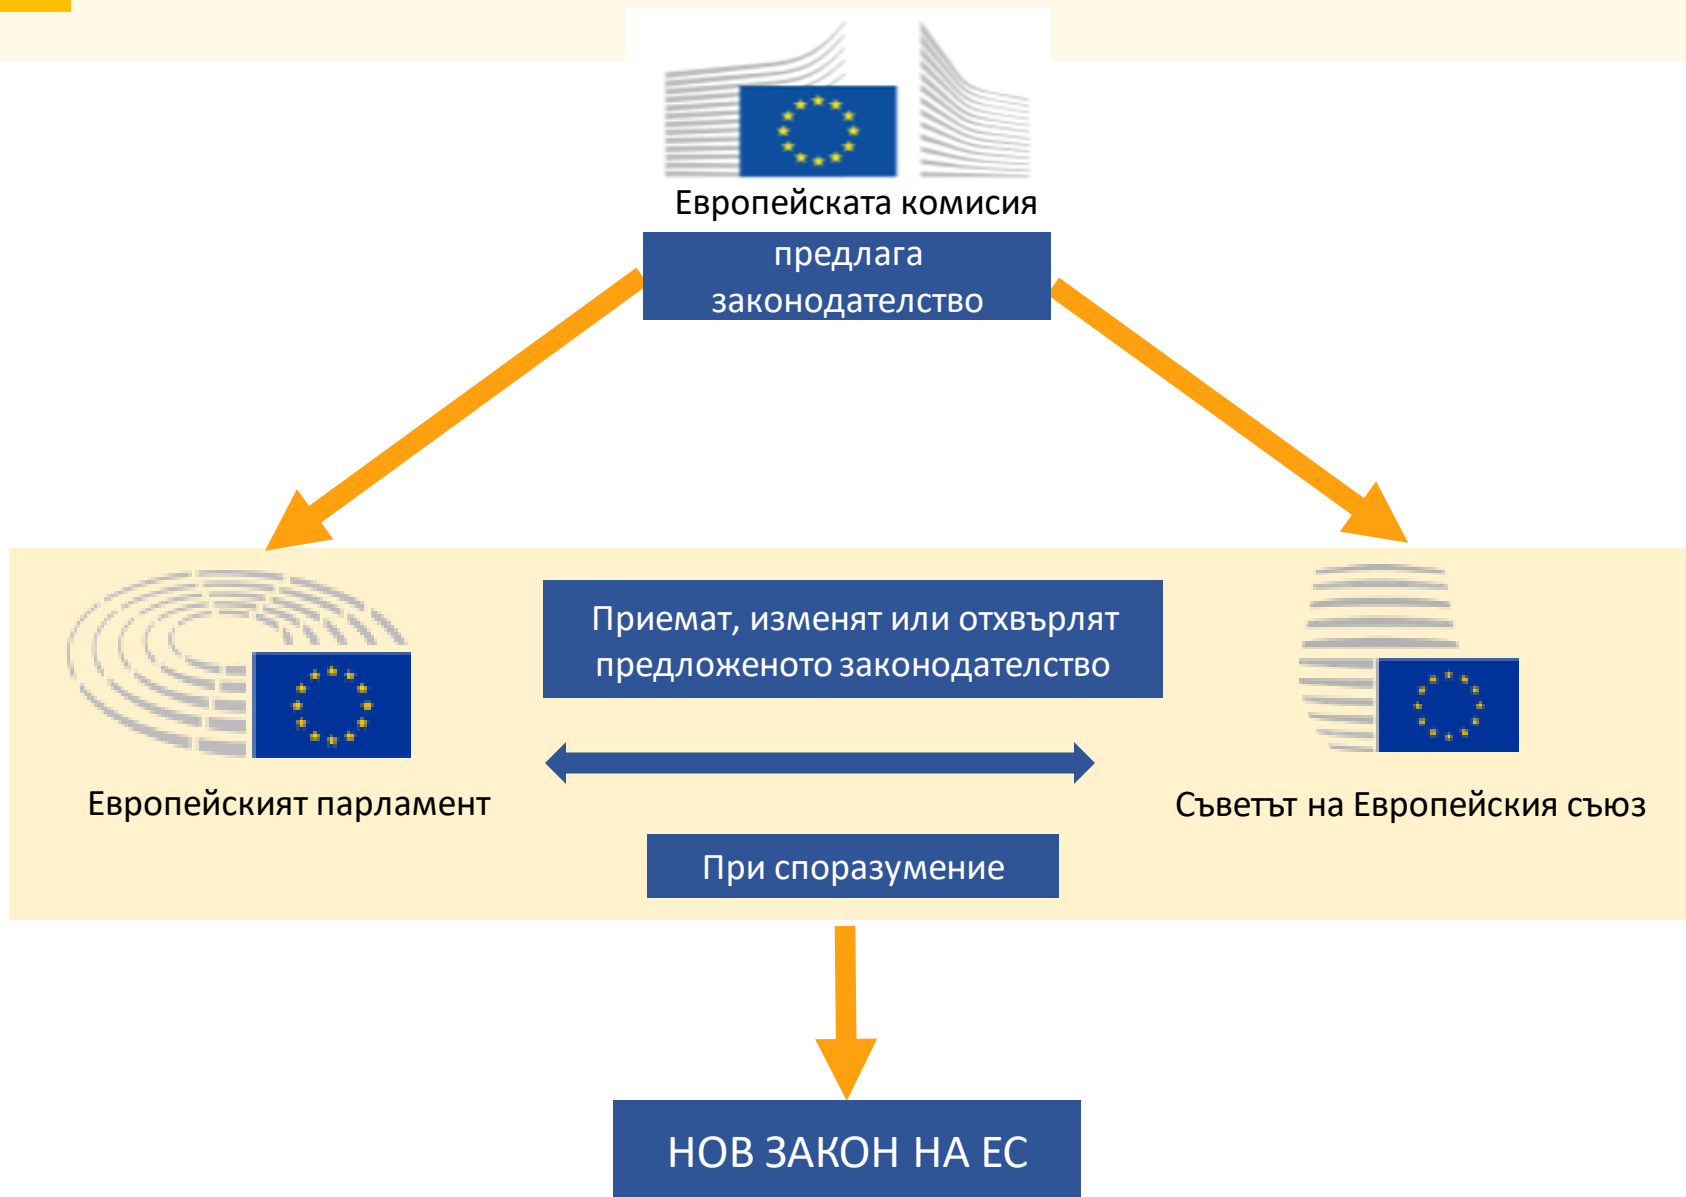 Европейската комисия
предлага
законодателство
Приемат, изменят или отхвърлят
предложеното законодателство
Европейският парламент
Съветът на Европейския съюз
При споразумение
НОВ ЗАКОН НА ЕС